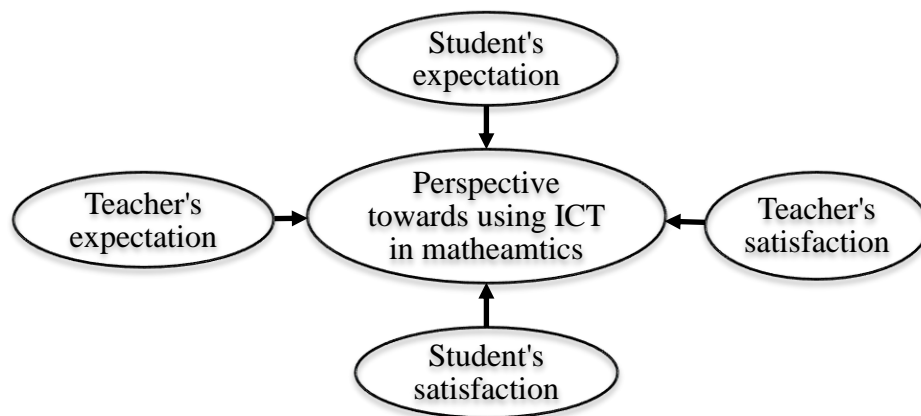 Student's
expectation
Teacher's
expectation
Perspective
towards using ICT
in matheamtics
Teacher's
satisfaction
Student's
satisfaction